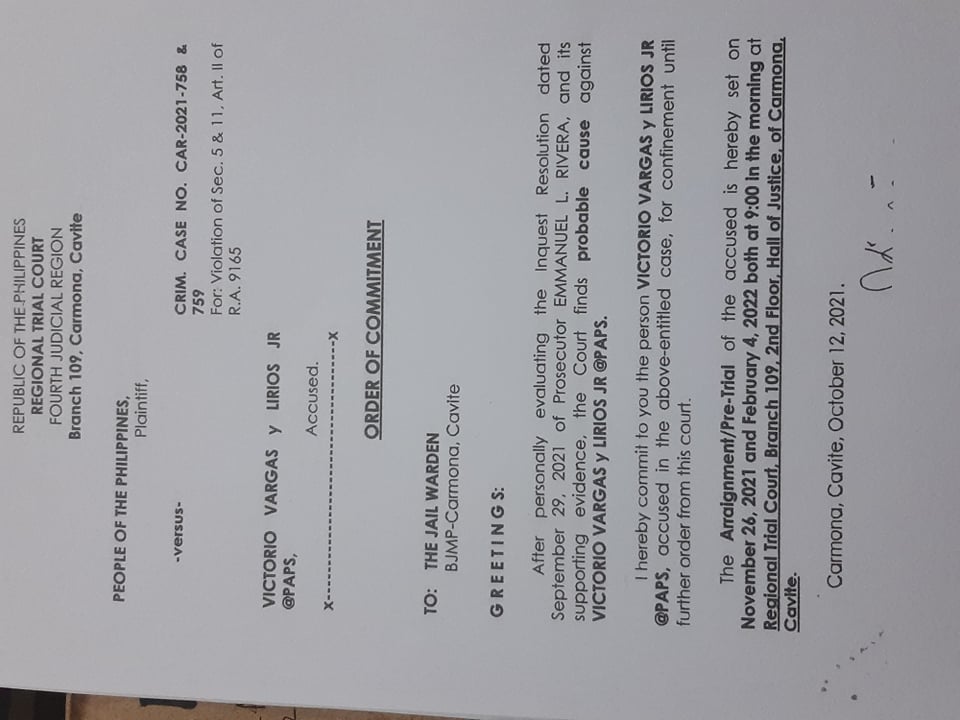 REPUBLIC OF THE PHILIPPINES
REGIONAL TRIAL COURT
FOURTH JUDICIAL REGION
Branch 109, Carmona, Cavite
PEOPLE OF THE PHILIPPINES,
Plaintiff,
-versus-
CRIM. CASE NO. CAR-2021-758 &
759
For: Violation of Sec. 5 & 11, Art. II of
R.A. 9165
VICTORIO VARGAS y LIRIOS JR
@PAPS,
Accused.
X-----------------------------------X
ORDER OF COMMITMENT
TO: THE JAIL WARDEN
BJMP-Carmona, Cavite
G R E E T I N G S:
After personally evaluating the Inquest Resolution dated
September 29, 2021 of Prosecutor EMMANUEL L. RIVERA, and its
supporting evidence, the Court finds probable cause against
VICTORIO VARGAS y LIRIOS JR @PAPS.
I hereby commit to you the person VICTORIO VARGAS y LIRIOS JR
@PAPS, accused in the above-entitled case, for confinement until
further order from this court.
The Arraignment/Pre-Trial of the accused is hereby set on
November 26, 2021 and February 4, 2022 both at 9:00 in the morning at
Regional Trial Court, Branch 109, 2nd Floor, Hall of Justice, of Carmona,
Cavite.
Carmona, Cavite, October 12, 2021.